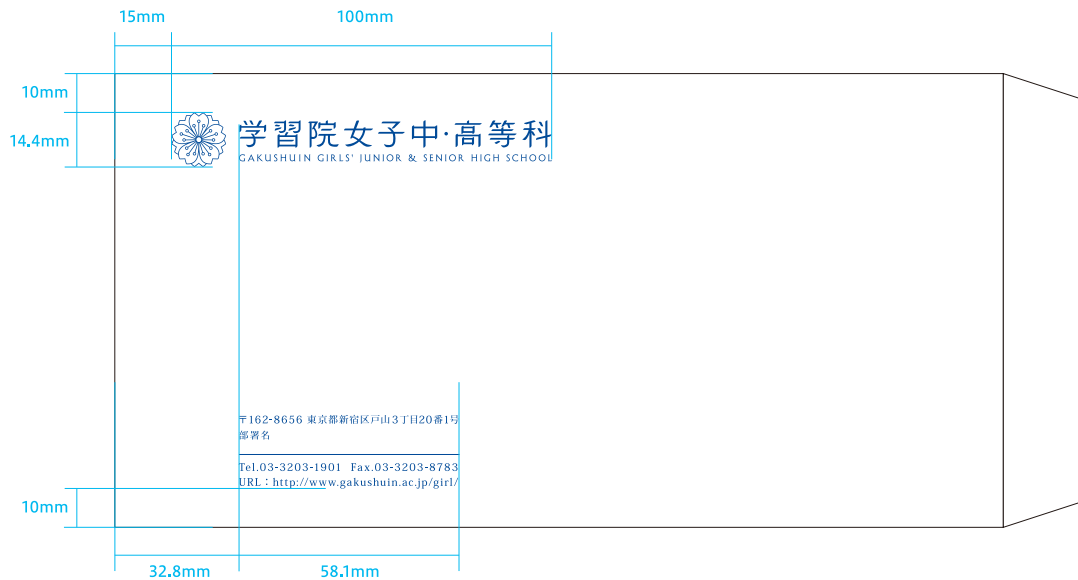 15mm
100mm
10mm
14.4mm
学習院女子中·高等科
GAKUSHUIN GIRLS' JUNIOR & SENIOR HIGH SCHOOL
〒162-8656 東京都新宿区戸山3丁目20番1号
部署名
Tel.03-3203-1901 Fax.03-3203-8783
URL：http://www.gakushuin.ac.jp/girl/
10mm
32.8mm
58.1mm